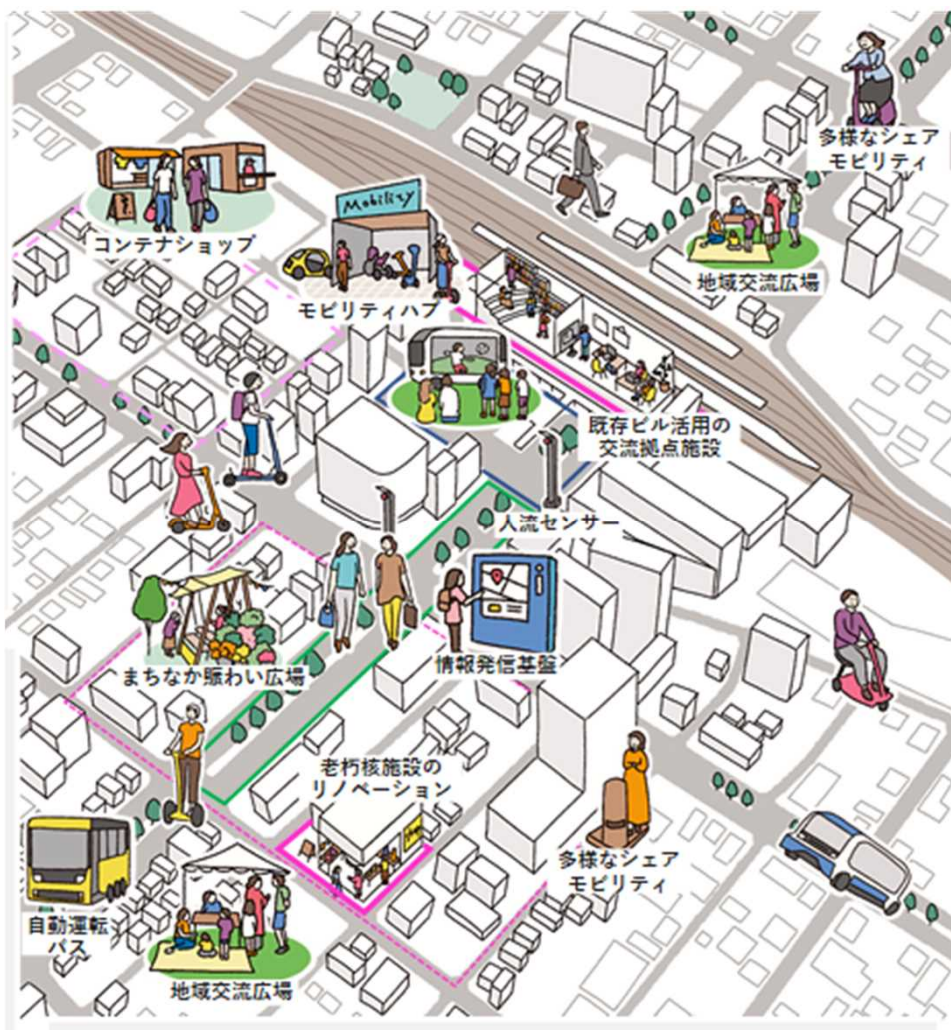 多様なシェア
モビリティ
コンテナショップ
Mobility
モビリティハブ
地域交流広場
既存ビル活用の
交流拠点施設
人流センサー
まちなか賑わい広場
情報発信基盤
老朽核施設の
リノベーション
多様なシェア
モビリティ
自動運転
バス
地域交流広場